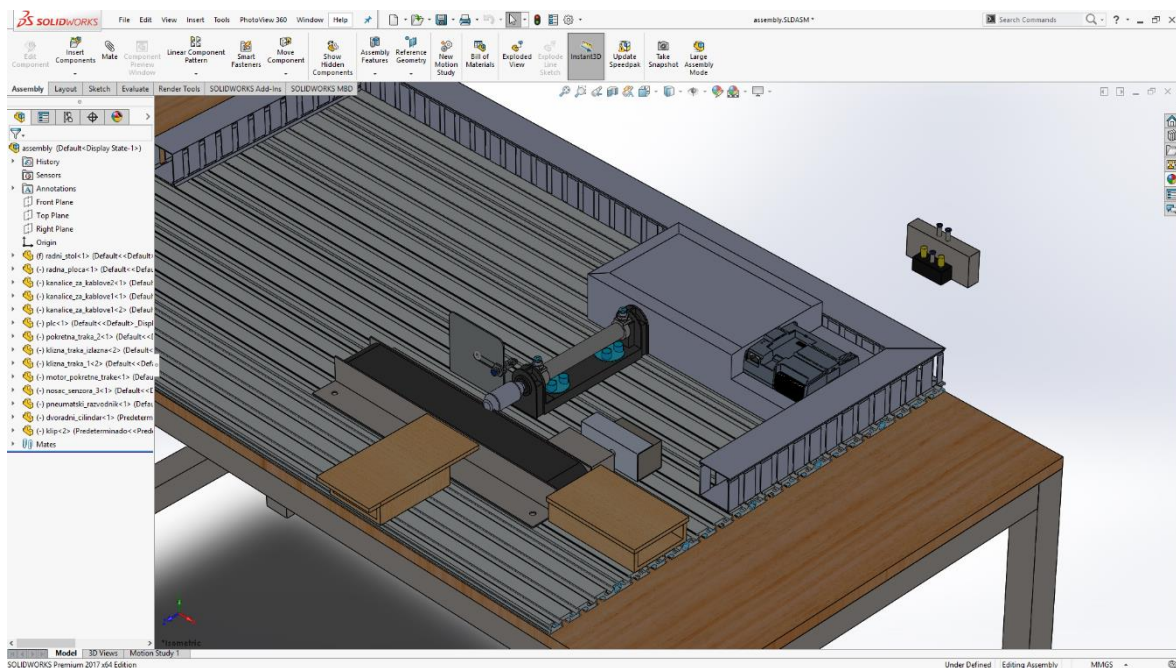 SOLIDWORKS File Edit View Insert Tools PhotoView 360 Window Help assembly.SLDASM * Search Commands
Edit Component Insert Components Mate Component Preview Window Linear Component Pattern Smart Fasteners Move Component Show Hidden Components Assembly Features Reference Geometry New Motion Study Bill of Materials Exploded View Explode Line Sketch Instant3D Update Speedpak Take Snapshot Large Assembly Mode
Assembly Layout Sketch Evaluate Render Tools SOLIDWORKS Add-Ins SOLIDWORKS MBD
assembly (Default<Display State-1>)
History
Sensors
Annotations
Front Plane
Top Plane
Right Plane
Origin
(f) radni_stol<1> (Default<<Default>
(-) radna_ploca<1> (Default<<Defau
(-) kanalice_za_kablove2<1> (Default
(-) kanalice_za_kablove1<1> (Default
(-) kanalice_za_kablove1<2> (Default
(-) plc<1> (Default<<Default>_Displ
(-) pokretna_traka_2<1> (Default<<D
(-) klizna_traka_izlazna<2> (Default<
(-) klizna_traka_1<2> (Default<<Defa
(-) motor_pokretne_trake<1> (Defau
(-) nosac_senzora_3<1> (Default<<D
(-) pneumatski_razvodnik<1> (Defau
(-) dvoradni_cilindar<1> (Predeterm
(-) klip<2> (Predeterminado<<Pred
Mates
*Isometric
Model 3D Views Motion Study 1
SOLIDWORKS Premium 2017 x64 Edition Under Defined Editing Assembly MMGS